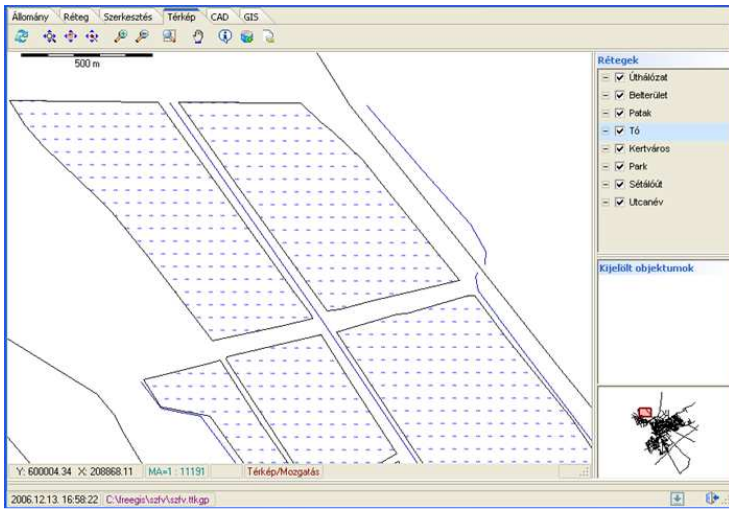 Állomány Réteg Szerkesztés Térkép CAD GIS
500 m
Rétegek
Úthálózat
Belterület
Patak
Tó
Kertváros
Park
Sétálóút
Utcanév
Kijelölt objektumok
Y: 600004.34 X: 208868.11 MA=1 : 11191 Térkép/Mozgatás
2006.12.13. 16:58:22 C:\freegis\szfv\szfv.ttkgp